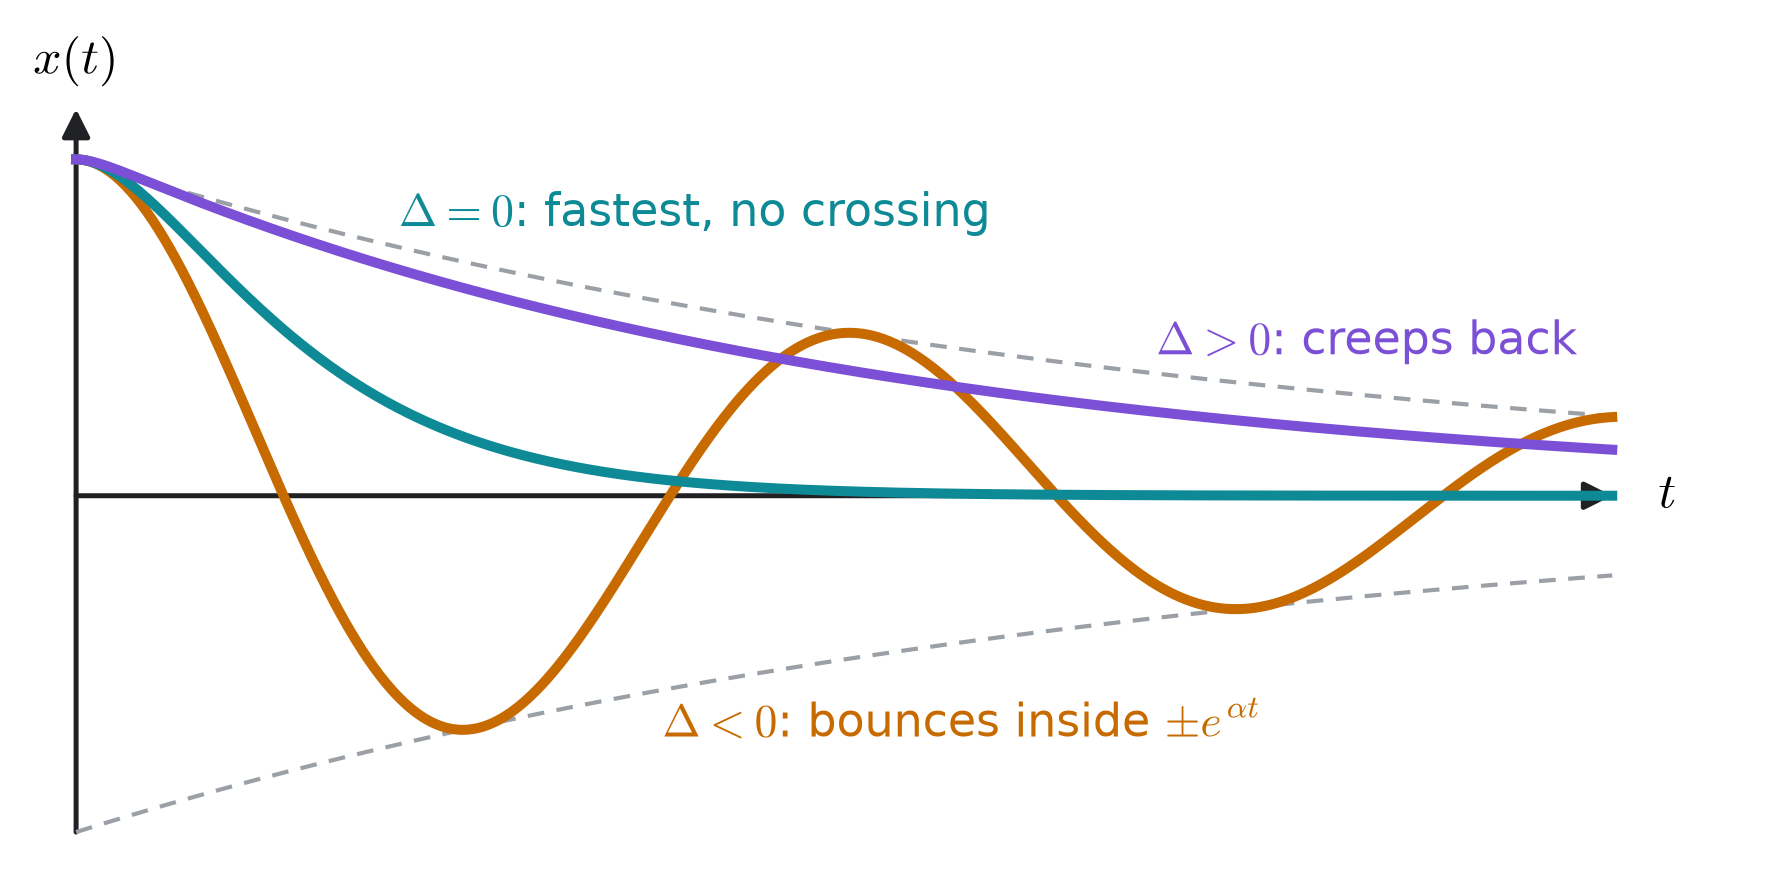 x(t)
Δ = 0: fastest, no crossing
Δ > 0: creeps back
t
Δ < 0: bounces inside ±e^{αt}